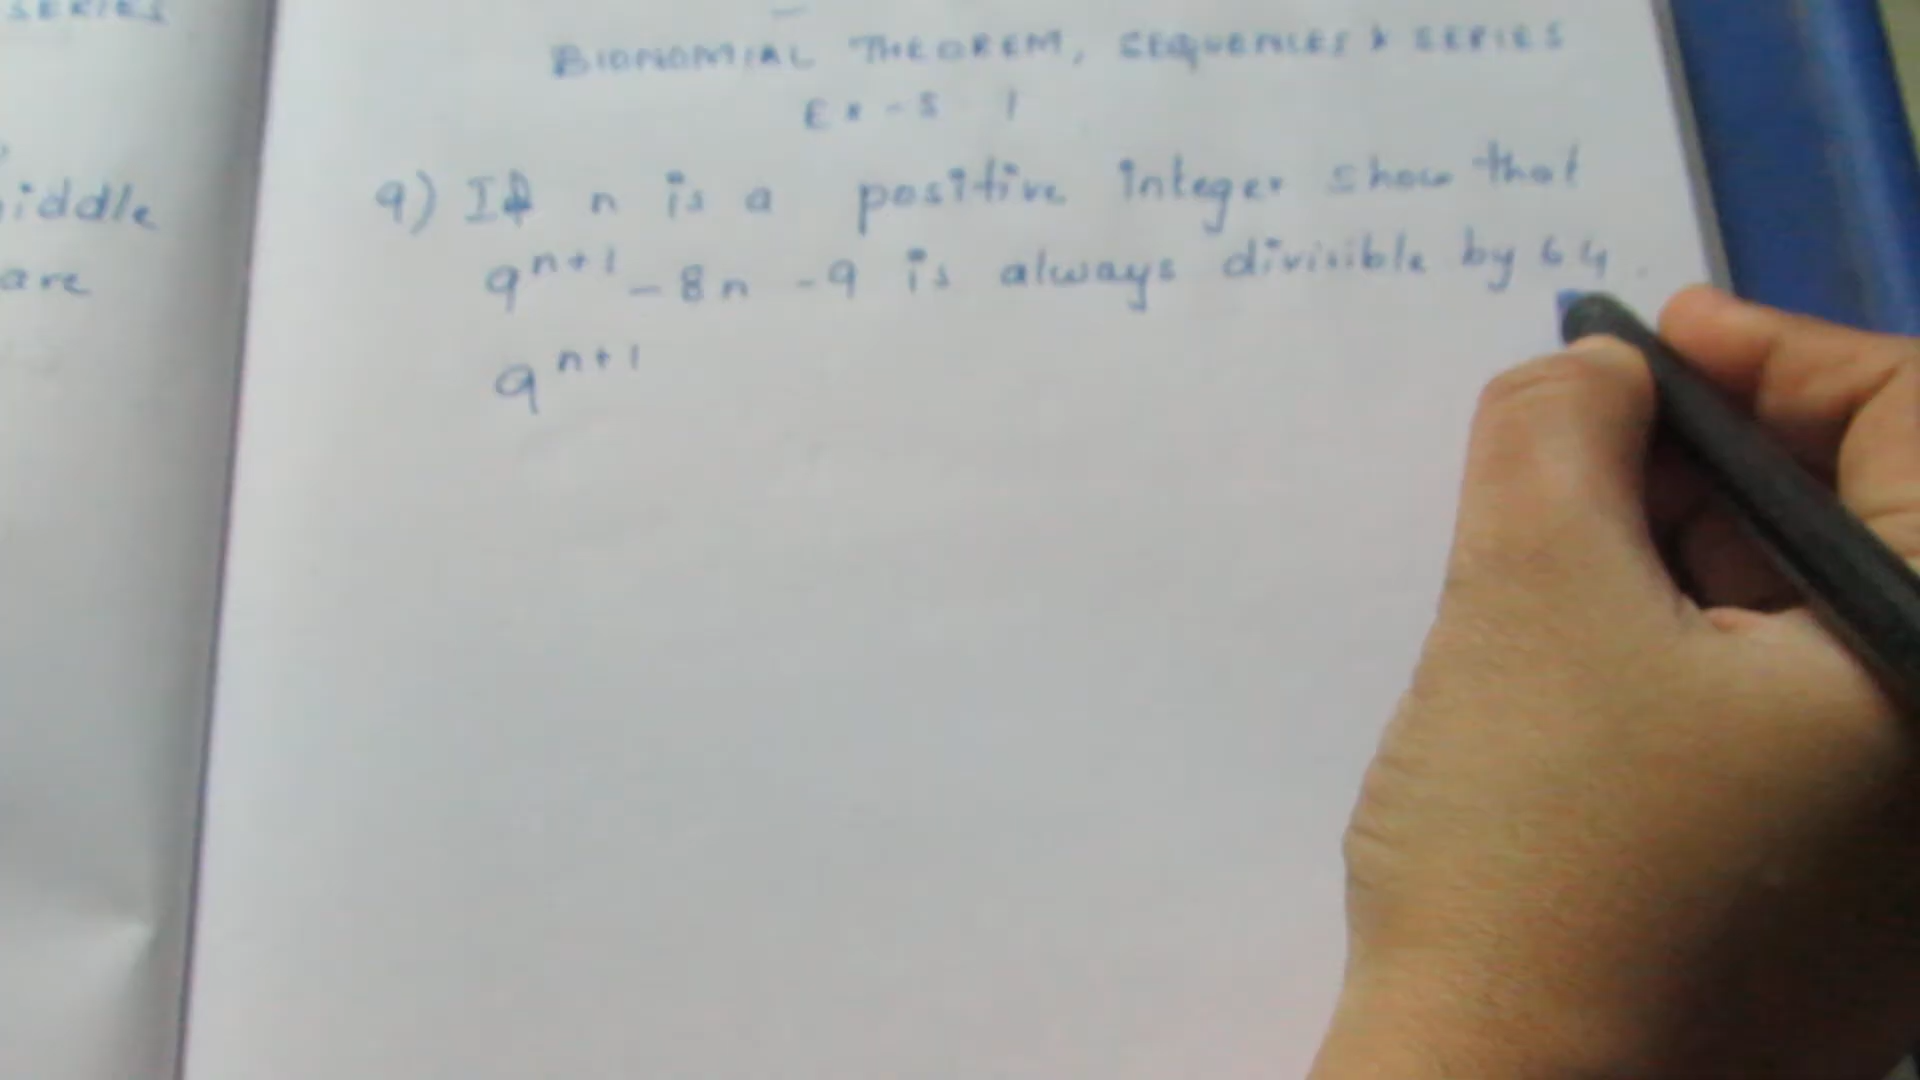 SERIES
iddle
are
BIONOMIAL THEOREM, SEQUENCES & SERIES
Ex - 5 1
9) If n is a positive integer show that
9^{n+1} - 8n - 9 is always divisible by 64.
9^{n+1}